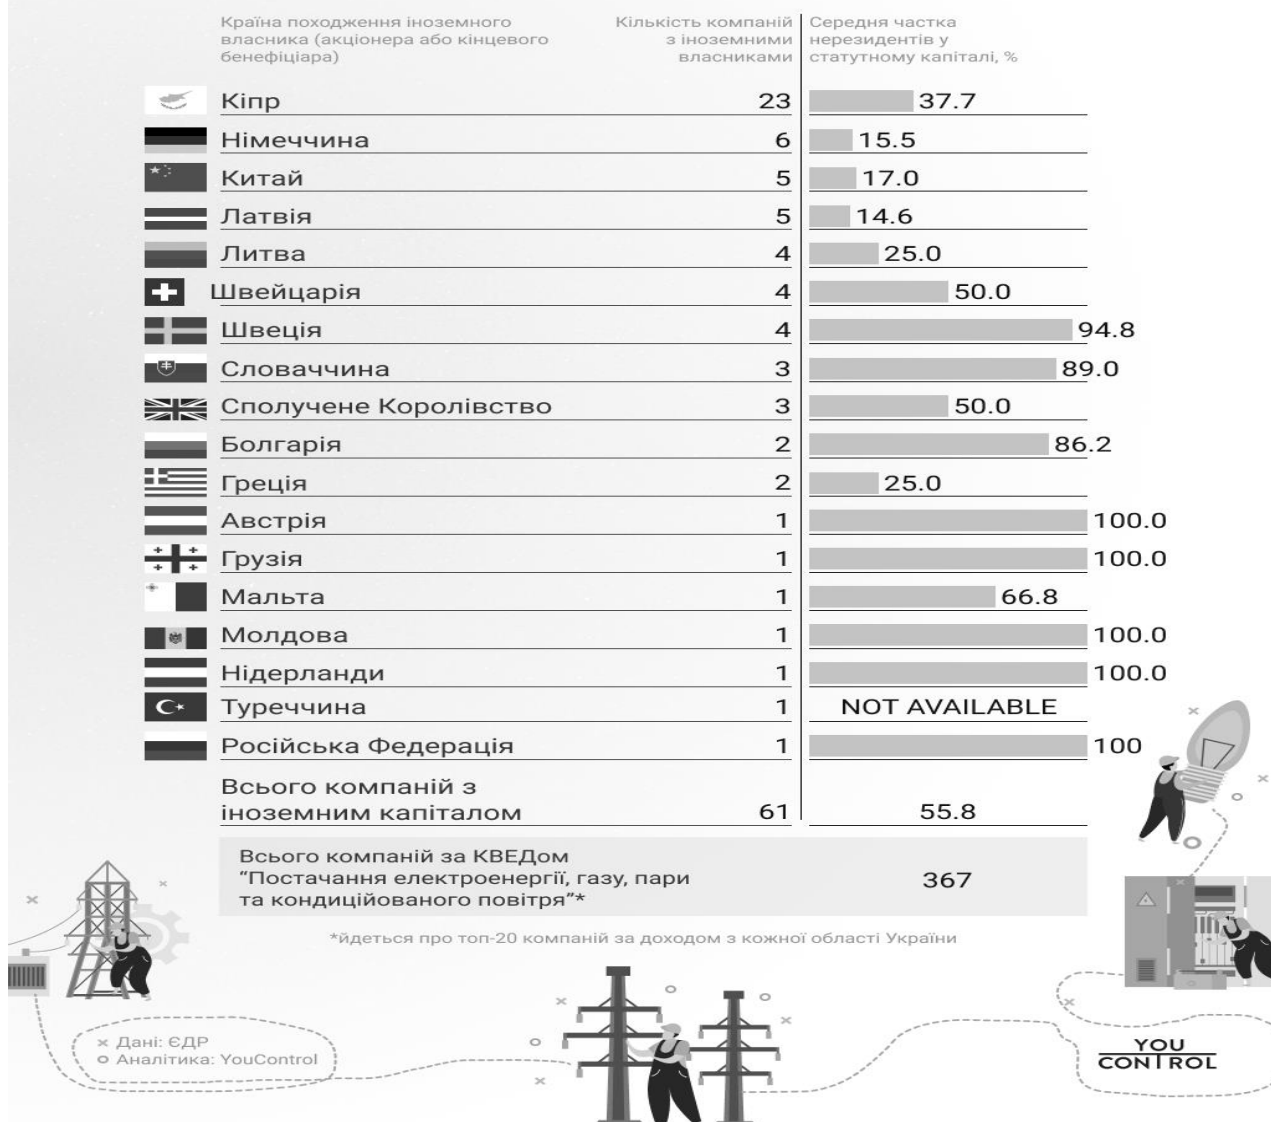 Країна походження іноземного
власника (акціонера або кінцевого
бенефіціара)
Кількість компаній
з іноземними
власниками
Середня частка
нерезидентів у
статутному капіталі, %
Кіпр 23 37.7
Німеччина 6 15.5
Китай 5 17.0
Латвія 5 14.6
Литва 4 25.0
Швейцарія 4 50.0
Швеція 4 94.8
Словаччина 3 89.0
Сполучене Королівство 3 50.0
Болгарія 2 86.2
Греція 2 25.0
Австрія 1 100.0
Грузія 1 100.0
Мальта 1 66.8
Молдова 1 100.0
Нідерланди 1 100.0
Туреччина 1 NOT AVAILABLE
Російська Федерація 1 100
Всього компаній з
іноземним капіталом 61 55.8
Всього компаній за КВЕДом
“Постачання електроенергії, газу, пари
та кондиційованого повітря”*
367
*йдеться про топ-20 компаній за доходом з кожної області України
Дані: ЄДР
Аналітика: YouControl
YOU
CONTROL